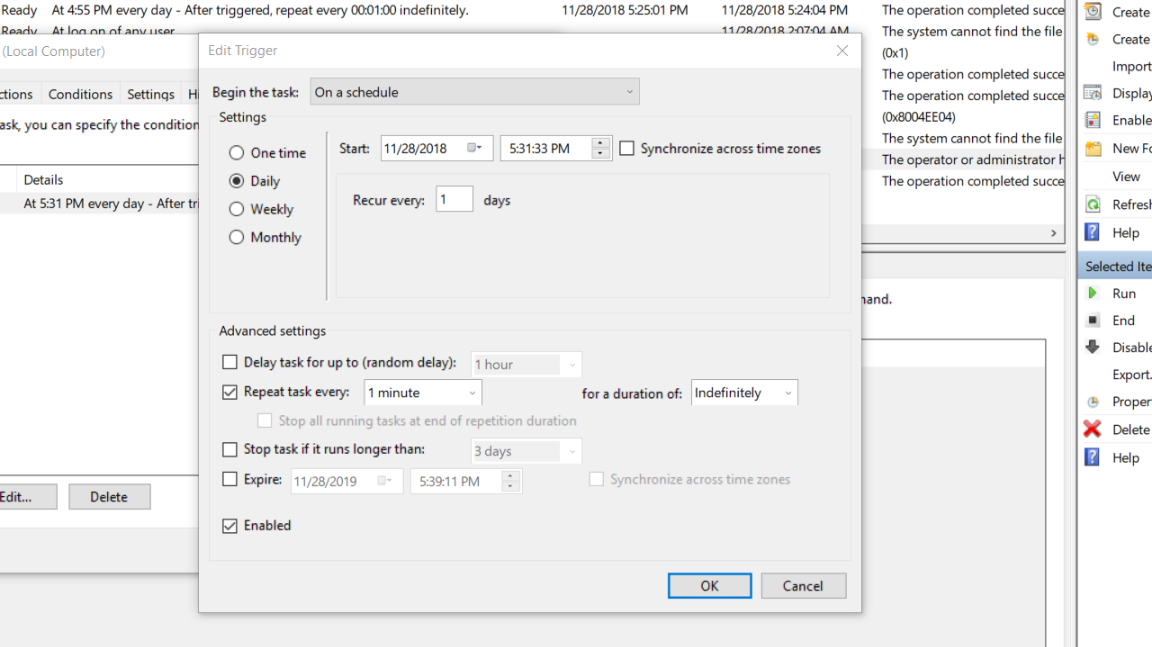 Ready At 4:55 PM every day - After triggered, repeat every 00:01:00 indefinitely. 11/28/2018 5:25:01 PM 11/28/2018 5:24:04 PM The operation completed succe
Ready At log on of any user 11/28/2018 2:07:04 AM The system cannot find the file
(0x1)
The operation completed succe
The operation completed succe
(0x8004EE04)
The system cannot find the file
The operator or administrator h
The operation completed succe
(Local Computer)
ctions Conditions Settings Hi
ask, you can specify the condition
Details
At 5:31 PM every day - After tri
Edit... Delete
Edit Trigger
Begin the task: On a schedule
Settings
One time
Daily
Weekly
Monthly
Start: 11/28/2018 5:31:33 PM Synchronize across time zones
Recur every: 1 days
Advanced settings
Delay task for up to (random delay): 1 hour
Repeat task every: 1 minute for a duration of: Indefinitely
Stop all running tasks at end of repetition duration
Stop task if it runs longer than: 3 days
Expire: 11/28/2019 5:39:11 PM Synchronize across time zones
Enabled
OK Cancel
nand.
Create
Create
Import
Display
Enable
New Fo
View
Refresh
Help
Selected Ite
Run
End
Disable
Export.
Proper
Delete
Help